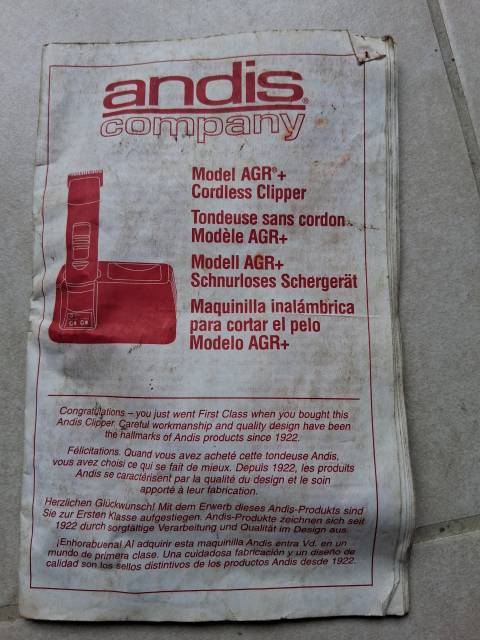 andis®
company
Model AGR®+
Cordless Clipper
Tondeuse sans cordon
Modèle AGR+
Modell AGR+
Schnurloses Schergerät
Maquinilla inalámbrica
para cortar el pelo
Modelo AGR+
Congratulations – you just went First Class when you bought this
Andis Clipper. Careful workmanship and quality design have been
the hallmarks of Andis products since 1922.
Félicitations. Quand vous avez acheté cette tondeuse Andis,
vous avez choisi ce qui se fait de mieux. Depuis 1922, les produits
Andis se caractérisent par la qualité du design et le soin
apporté à leur fabrication.
Herzlichen Glückwunsch! Mit dem Erwerb dieses Andis-Produkts sind
Sie zur Ersten Klasse aufgestiegen. Andis-Produkte zeichnen sich seit
1922 durch sorgfältige Verarbeitung und Qualität im Design aus.
¡Enhorabuena! Al adquirir esta maquinilla Andis entra Vd. en un
mundo de primera clase. Una cuidadosa fabricación y un diseño de
calidad son los sellos distintivos de los productos Andis desde 1922.